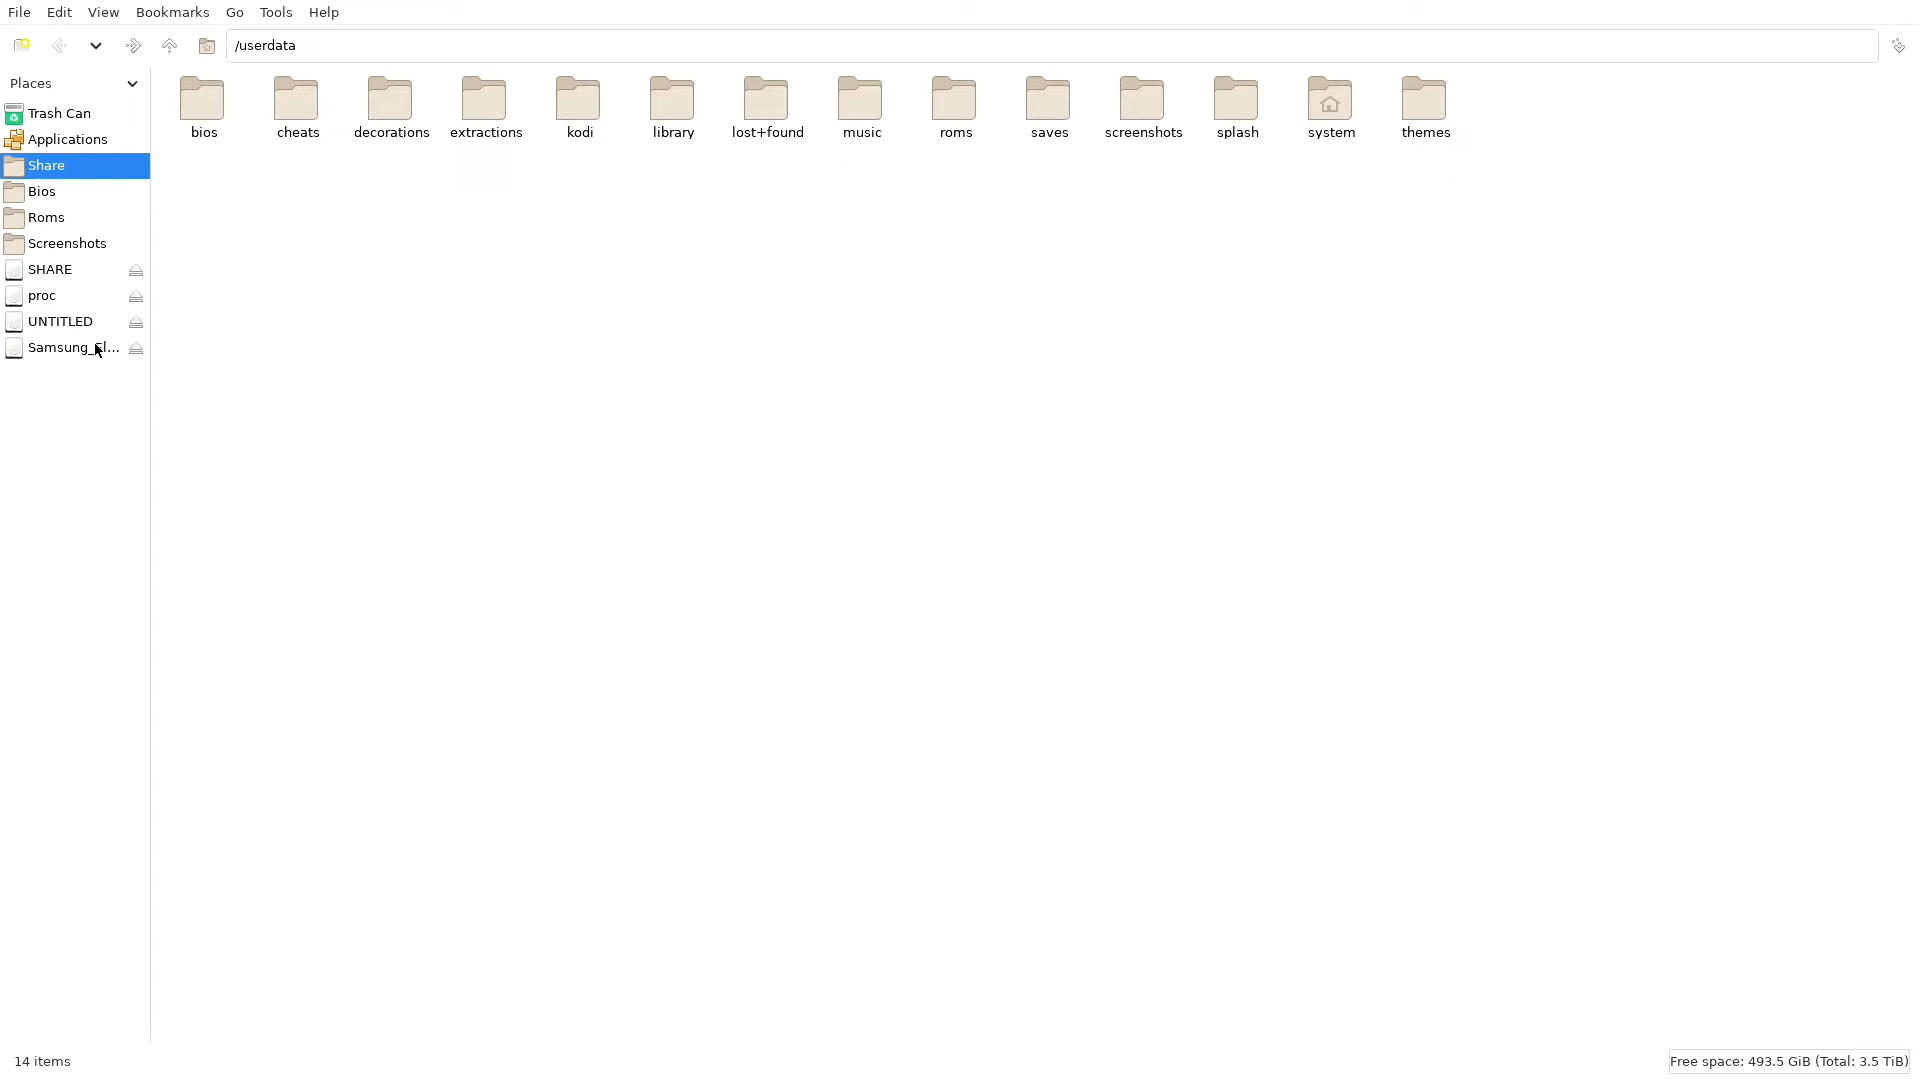 File Edit View Bookmarks Go Tools Help
/userdata
Places
Trash Can
Applications
Share
Bios
Roms
Screenshots
SHARE
proc
UNTITLED
Samsung_El...
bios cheats decorations extractions kodi library lost+found music roms saves screenshots splash system themes
14 items
Free space: 493.5 GiB (Total: 3.5 TiB)